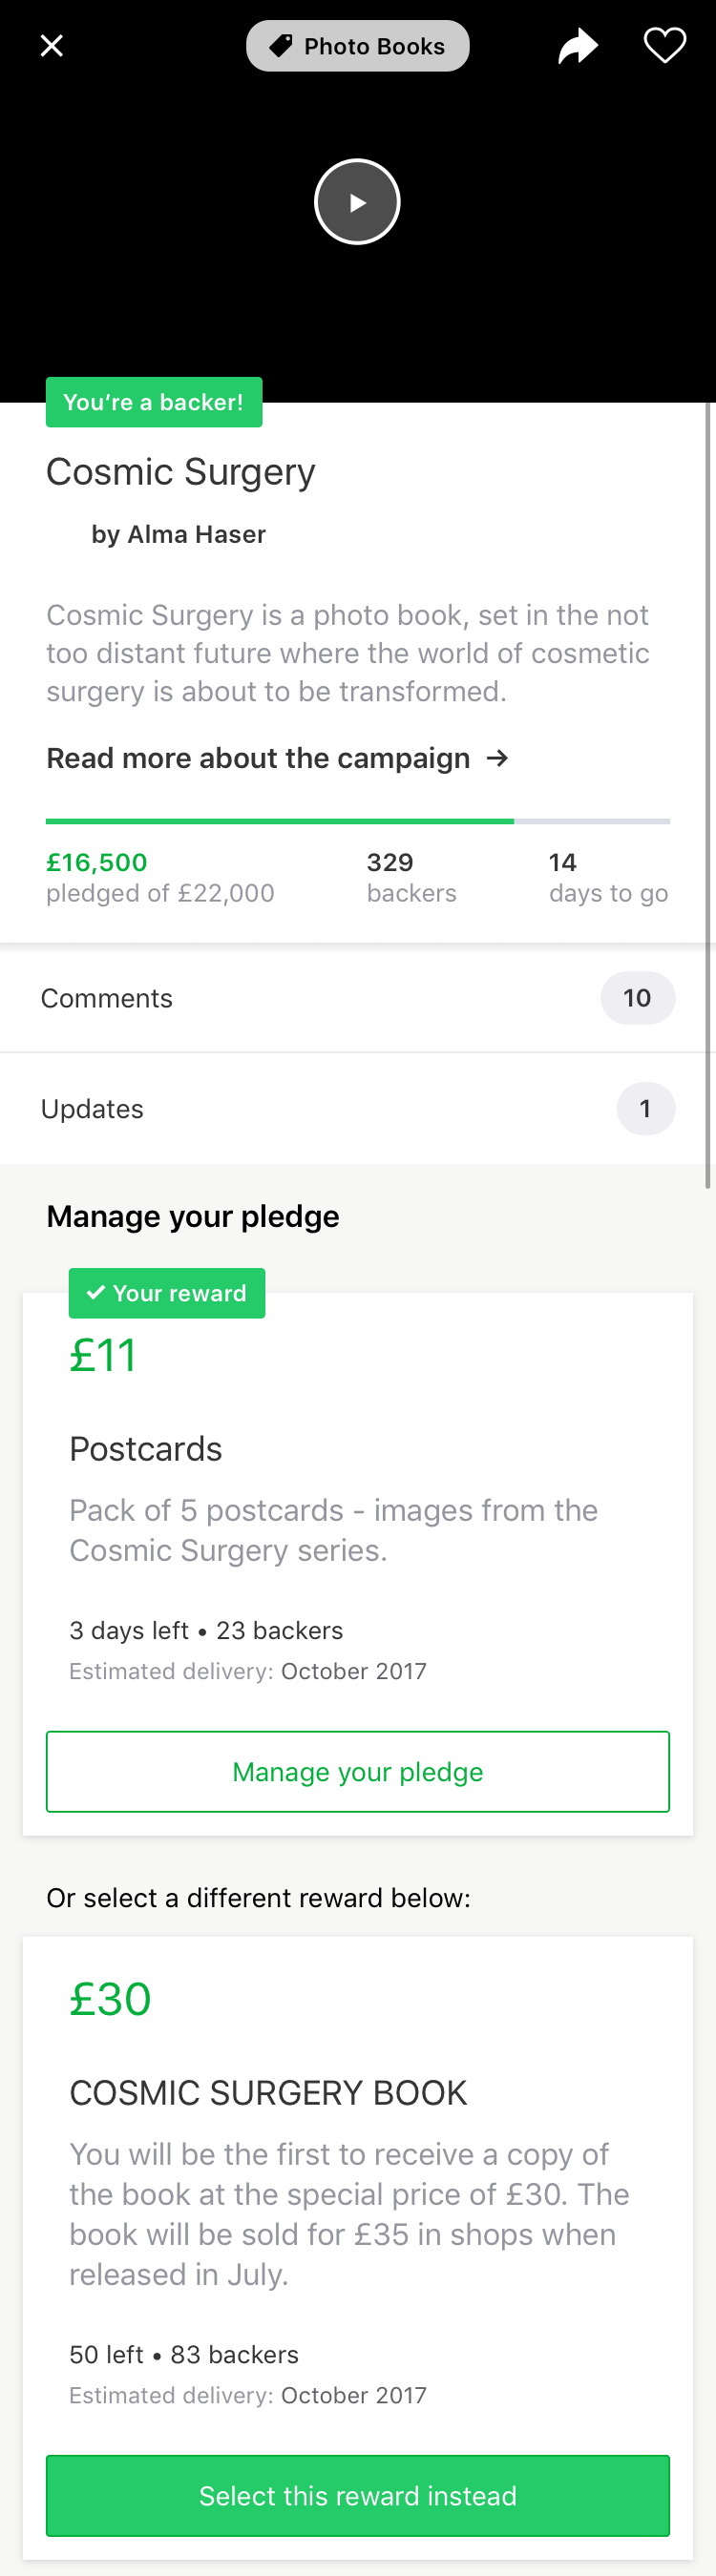 Photo Books
You’re a backer!
Cosmic Surgery
by Alma Haser
Cosmic Surgery is a photo book, set in the not
too distant future where the world of cosmetic
surgery is about to be transformed.
Read more about the campaign →
£16,500
pledged of £22,000
329
backers
14
days to go
Comments
10
Updates
1
Manage your pledge
✓ Your reward
£11
Postcards
Pack of 5 postcards - images from the
Cosmic Surgery series.
3 days left • 23 backers
Estimated delivery: October 2017
Manage your pledge
Or select a different reward below:
£30
COSMIC SURGERY BOOK
You will be the first to receive a copy of
the book at the special price of £30. The
book will be sold for £35 in shops when
released in July.
50 left • 83 backers
Estimated delivery: October 2017
Select this reward instead